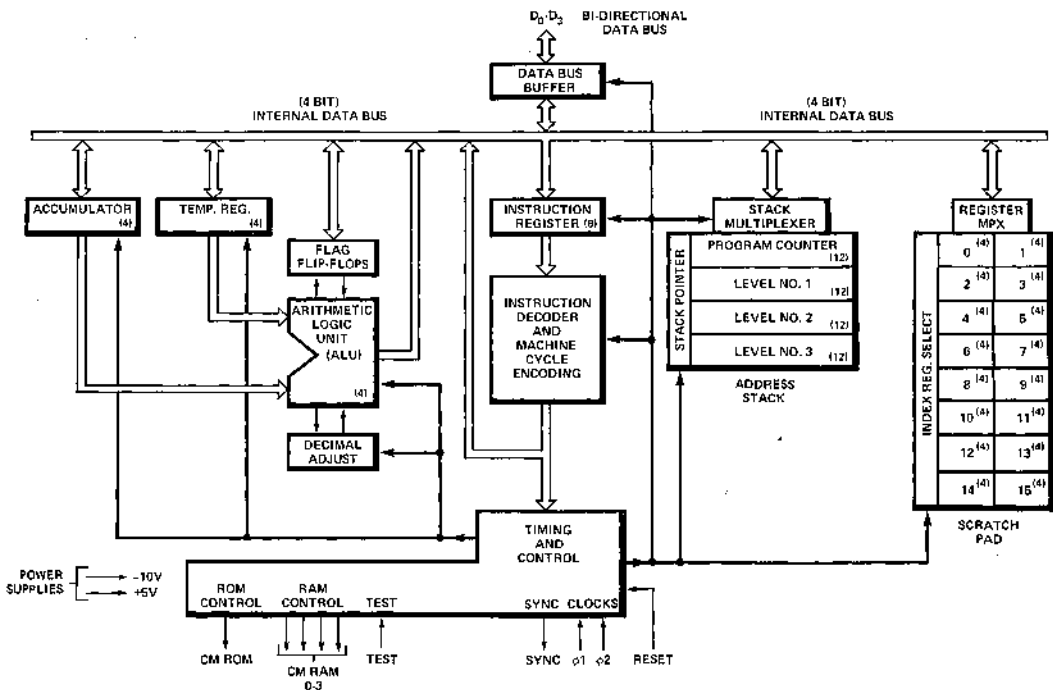 D0-D3 BI-DIRECTIONAL
DATA BUS
DATA BUS
BUFFER
(4 BIT)
INTERNAL DATA BUS
(4 BIT)
INTERNAL DATA BUS
ACCUMULATOR
(4)
TEMP. REG.
(4)
INSTRUCTION
REGISTER (8)
STACK
MULTIPLEXER
REGISTER
MPX
FLAG
FLIP-FLOPS
STACK POINTER
PROGRAM COUNTER
(12)
LEVEL NO. 1
(12)
LEVEL NO. 2
(12)
LEVEL NO. 3
(12)
ADDRESS
STACK
INDEX REG. SELECT
0 (4) 1 (4)
2 (4) 3 (4)
4 (4) 5 (4)
6 (4) 7 (4)
8 (4) 9 (4)
10 (4) 11 (4)
12 (4) 13 (4)
14 (4) 15 (4)
SCRATCH
PAD
ARITHMETIC
LOGIC
UNIT
(ALU)
(4)
INSTRUCTION
DECODER
AND
MACHINE
CYCLE
ENCODING
DECIMAL
ADJUST
TIMING
AND
CONTROL
POWER
SUPPLIES
-10V
+5V
ROM
CONTROL
RAM
CONTROL
TEST
SYNC
CLOCKS
CM ROM
CM RAM
0-3
TEST
SYNC
φ1
φ2
RESET